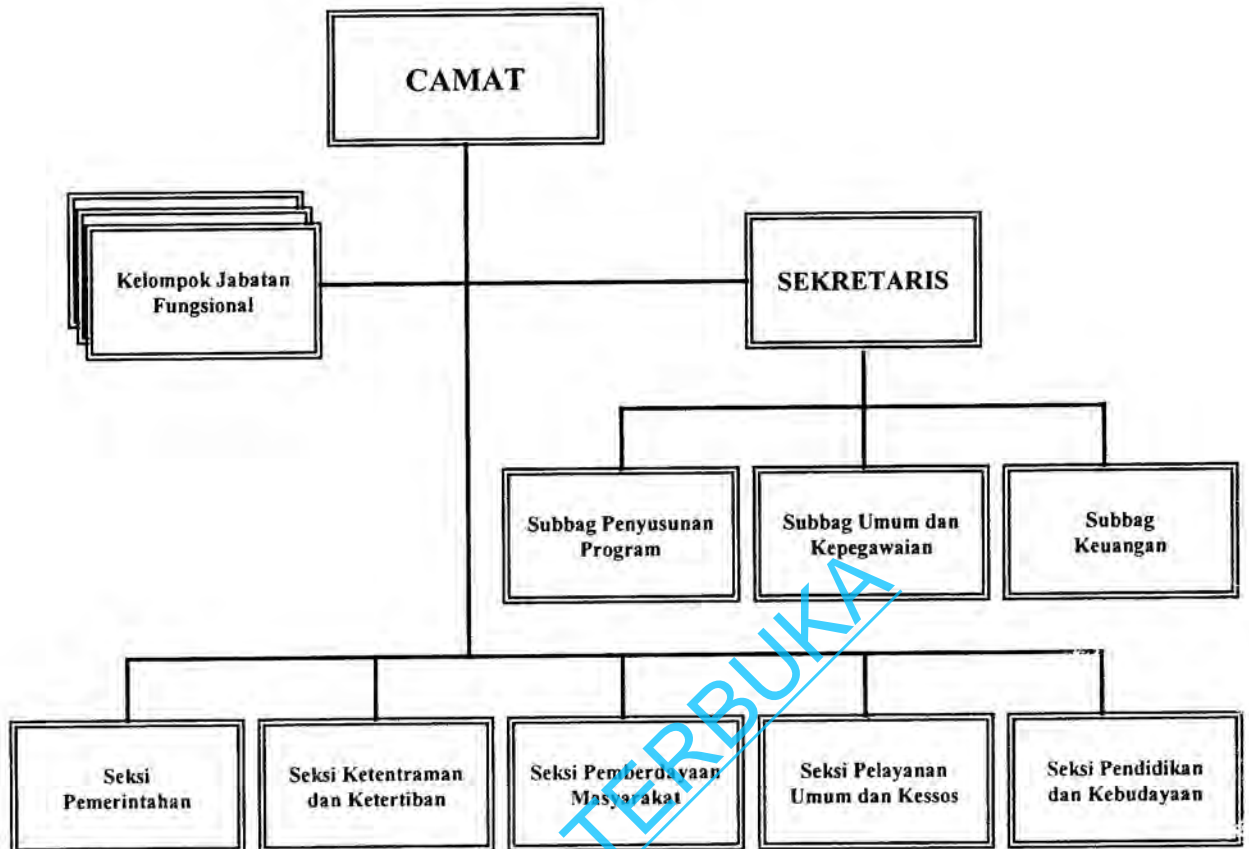 CAMAT
Kelompok Jabatan
Fungsional
SEKRETARIS
Subbag Penyusunan
Program
Subbag Umum dan
Kepegawaian
Subbag
Keuangan
Seksi
Pemerintahan
Seksi Ketentraman
dan Ketertiban
Seksi Pemberdayaan
Masyarakat
Seksi Pelayanan
Umum dan Kessos
Seksi Pendidikan
dan Kebudayaan
TERBUKA